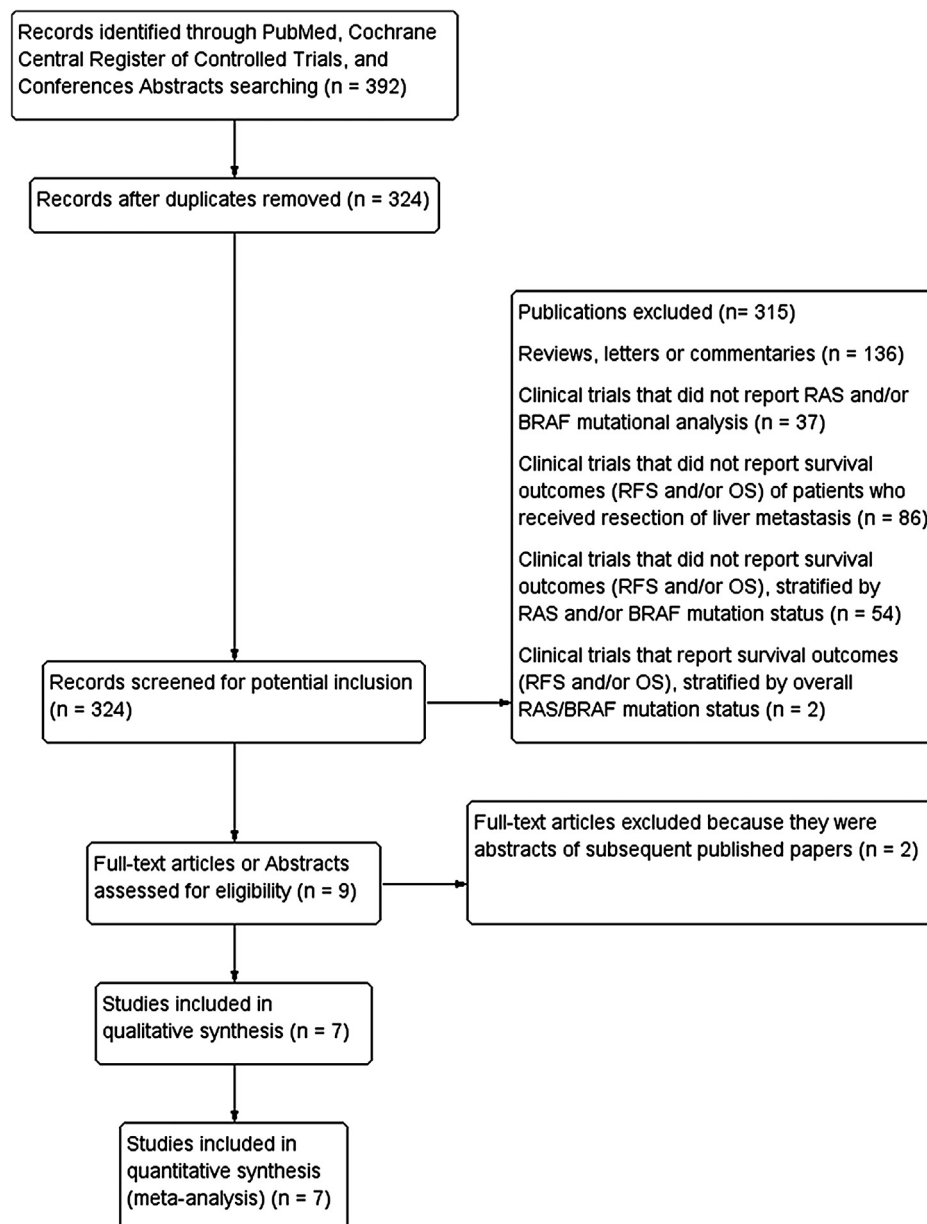 Records identified through PubMed, Cochrane
Central Register of Controlled Trials, and
Conferences Abstracts searching (n = 392)
Records after duplicates removed (n = 324)
Publications excluded (n= 315)
Reviews, letters or commentaries (n = 136)
Clinical trials that did not report RAS and/or
BRAF mutational analysis (n = 37)
Clinical trials that did not report survival
outcomes (RFS and/or OS) of patients who
received resection of liver metastasis (n = 86)
Clinical trials that did not report survival
outcomes (RFS and/or OS), stratified by
RAS and/or BRAF mutation status (n = 54)
Clinical trials that report survival outcomes
(RFS and/or OS), stratified by overall
RAS/BRAF mutation status (n = 2)
Records screened for potential inclusion
(n = 324)
Full-text articles excluded because they were
abstracts of subsequent published papers (n = 2)
Full-text articles or Abstracts
assessed for eligibility (n = 9)
Studies included in
qualitative synthesis (n = 7)
Studies included in
quantitative synthesis
(meta-analysis) (n = 7)